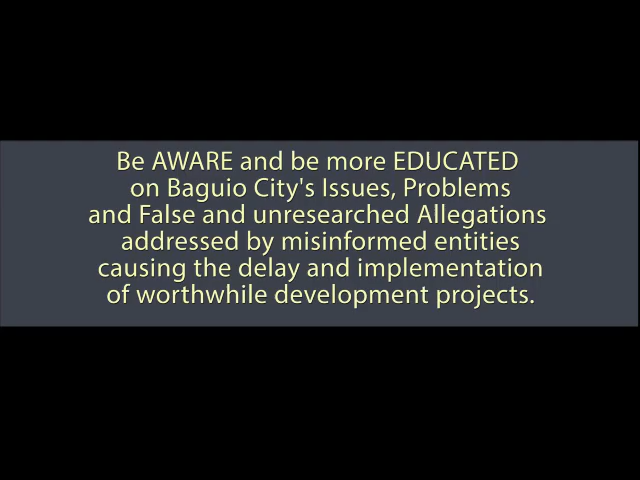 Be AWARE and be more EDUCATED
on Baguio City's Issues, Problems
and False and unresearched Allegations
addressed by misinformed entities
causing the delay and implementation
of worthwhile development projects.